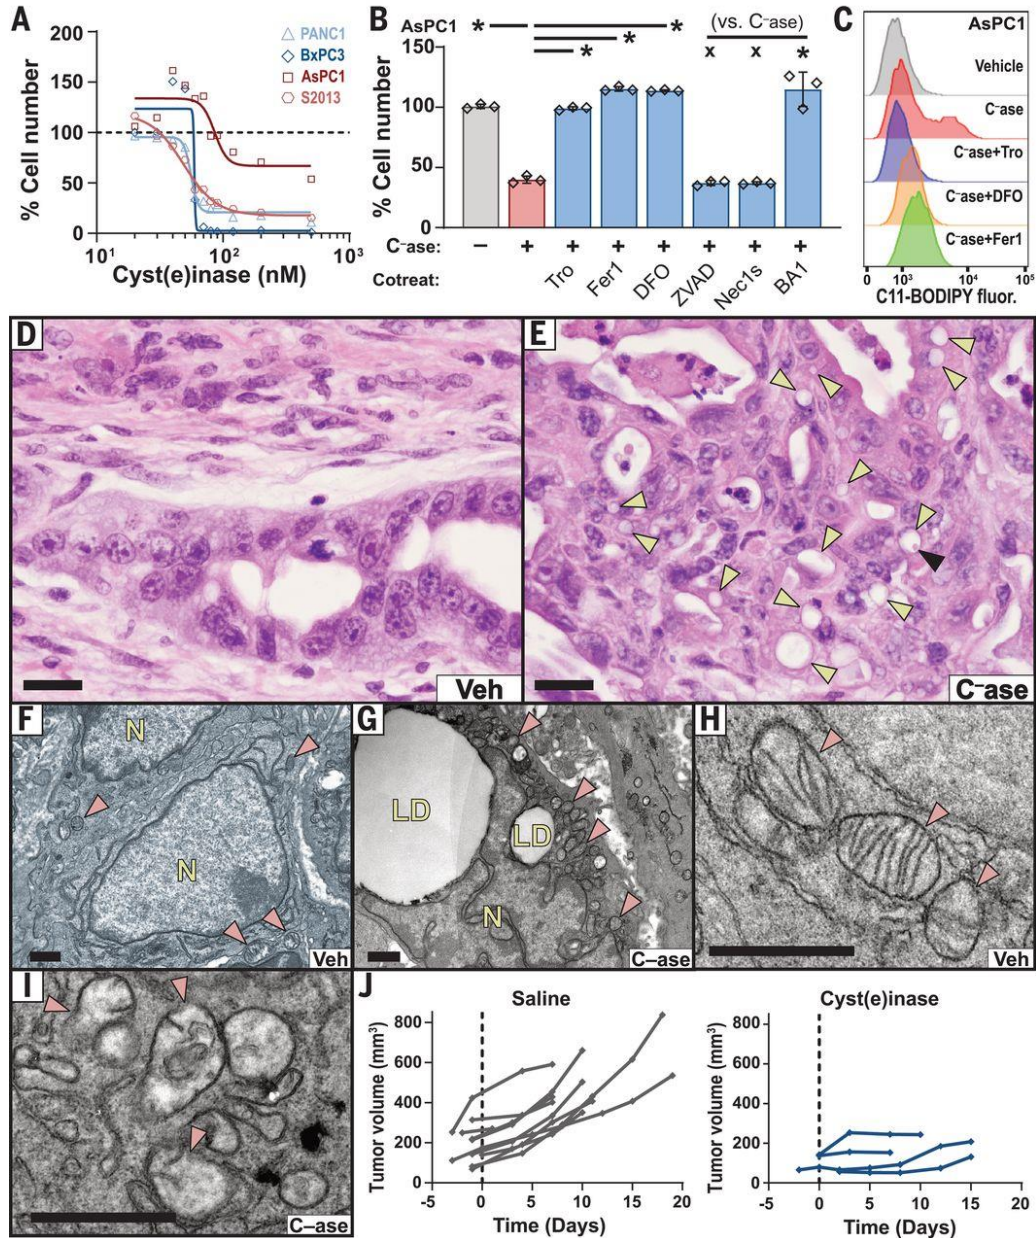 A
200
150
100
50
0
% Cell number
PANC1
BxPC3
AsPC1
S2013
10¹ 10² 10³
Cyst(e)inase (nM)
B
AsPC1
* * * *
(vs. C⁻ase)
x x *
150
100
50
0
% Cell number
C⁻ase – + + + + + + +
Cotreat: Tro Fer1 DFO ZVAD Nec1s BA1
C
AsPC1
Vehicle
C⁻ase
C⁻ase+Tro
C⁻ase+DFO
C⁻ase+Fer1
0 10³ 10⁴ 10⁵
C11-BODIPY fluor.
D
Veh
E
C⁻ase
F
N
N
Veh
G
LD
LD
N
C–ase
H
Veh
I
C–ase
J
Saline
800
600
400
200
0
Tumor volume (mm³)
-5 0 5 10 15 20
Time (Days)
Cyst(e)inase
800
600
400
200
0
Tumor volume (mm³)
-5 0 5 10 15 20
Time (Days)